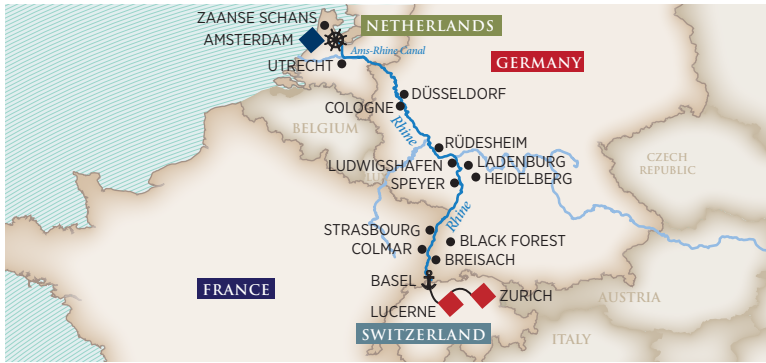 ZAANSE SCHANS
NETHERLANDS
AMSTERDAM
Ams-Rhine Canal
UTRECHT
GERMANY
DÜSSELDORF
COLOGNE
BELGIUM
Rhine
RÜDESHEIM
LUDWIGSHAFEN
LADENBURG
CZECH
REPUBLIC
HEIDELBERG
SPEYER
Rhine
STRASBOURG
BLACK FOREST
COLMAR
BREISACH
BASEL
FRANCE
ZURICH
AUSTRIA
LUCERNE
SWITZERLAND
ITALY